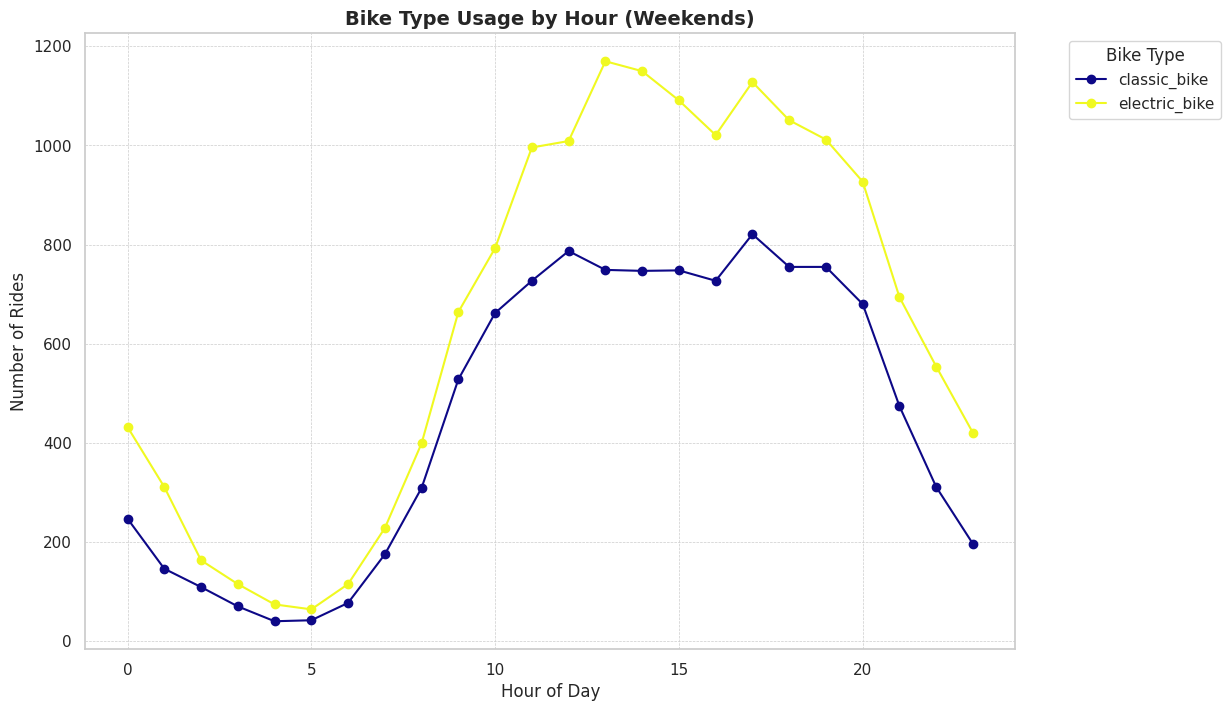 Bike Type Usage by Hour (Weekends)
Bike Type
classic_bike
electric_bike
Number of Rides
1200
1000
800
600
400
200
0
0 5 10 15 20
Hour of Day